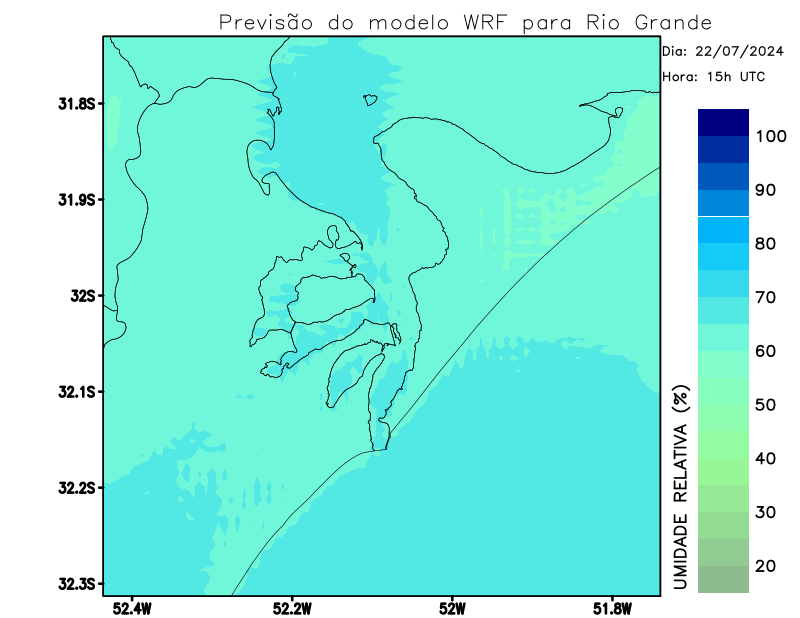 Previsão do modelo WRF para Rio Grande
Dia: 22/07/2024
Hora: 15h UTC
31.8S
31.9S
32S
32.1S
32.2S
32.3S
52.4W
52.2W
52W
51.8W
100
90
80
70
60
50
40
30
20
UMIDADE RELATIVA (%)